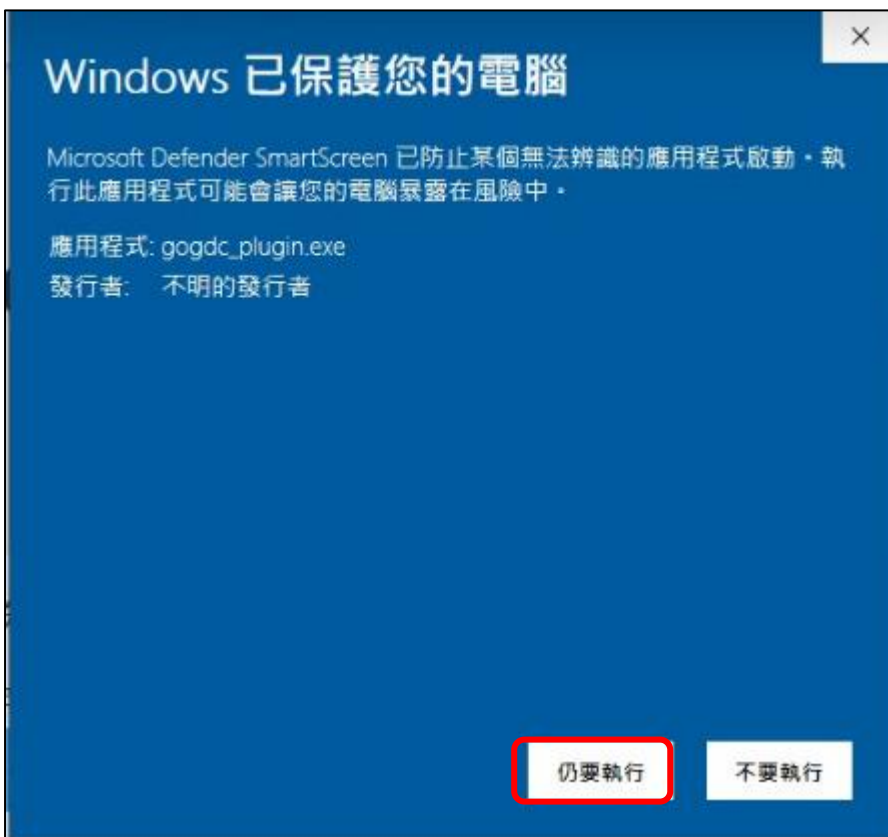 Windows 已保護您的電腦
Microsoft Defender SmartScreen 已防止某個無法辨識的應用程式啟動。執
行此應用程式可能會讓您的電腦暴露在風險中。
應用程式: gogdc_plugin.exe
發行者: 不明的發行者
仍要執行
不要執行